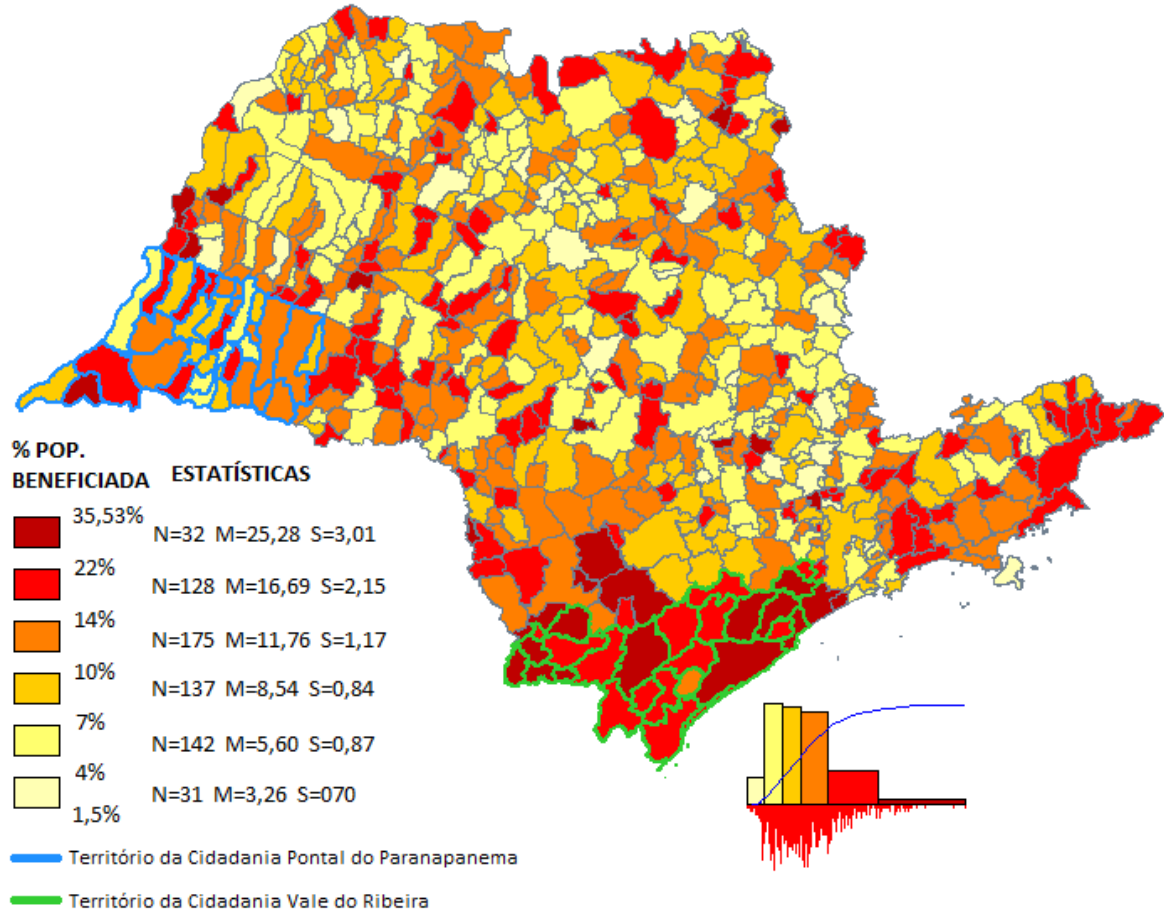 % POP.
BENEFICIADA ESTATÍSTICAS
35,53%
N=32 M=25,28 S=3,01
22%
N=128 M=16,69 S=2,15
14%
N=175 M=11,76 S=1,17
10%
N=137 M=8,54 S=0,84
7%
N=142 M=5,60 S=0,87
4%
N=31 M=3,26 S=070
1,5%
Território da Cidadania Pontal do Paranapanema
Território da Cidadania Vale do Ribeira